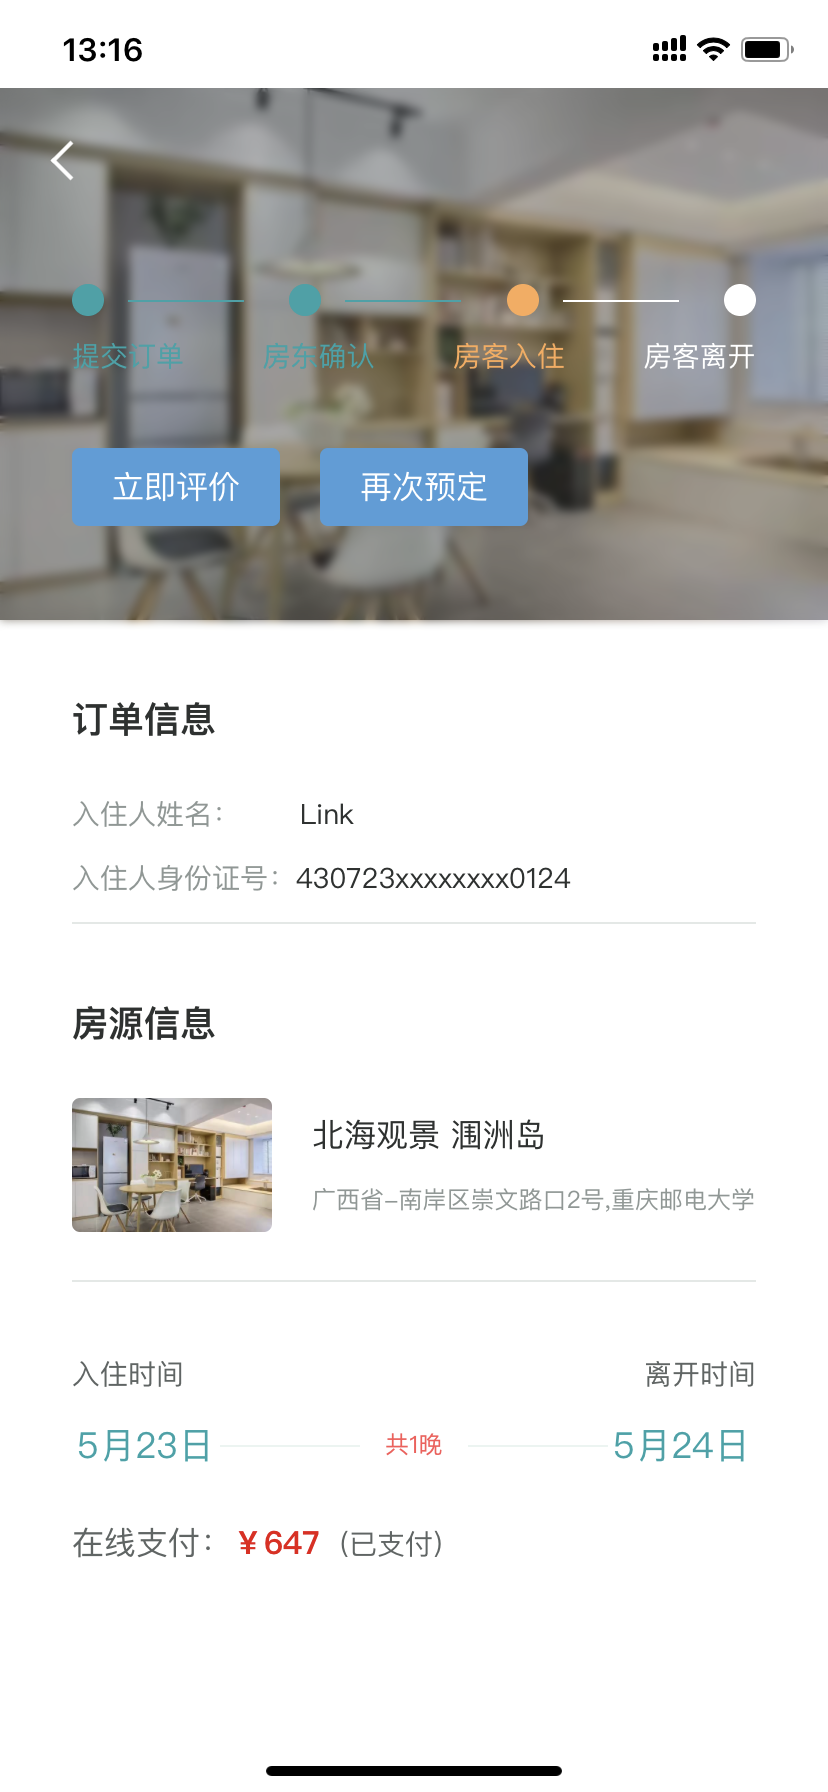 13:16
提交订单 房东确认 房客入住 房客离开
立即评价 再次预定
订单信息
入住人姓名： Link
入住人身份证号： 430723xxxxxxxx0124
房源信息
北海观景 涠洲岛
广西省-南岸区崇文路口2号,重庆邮电大学
入住时间 离开时间
5月23日 共1晚 5月24日
在线支付： ¥ 647 （已支付）